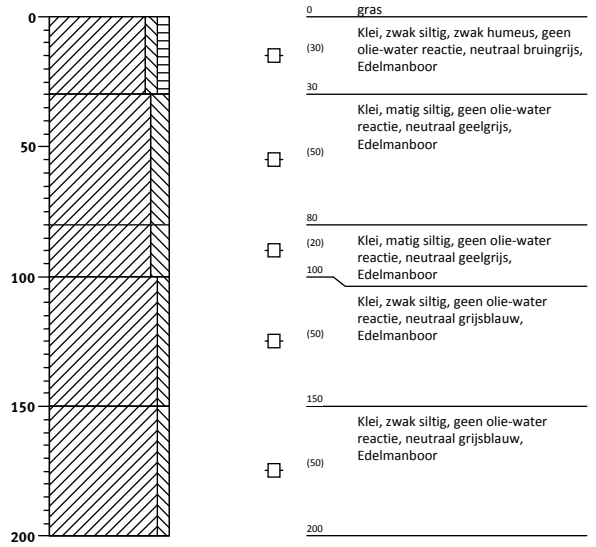 0
50
100
150
200
0
gras
(30)
Klei, zwak siltig, zwak humeus, geen
olie-water reactie, neutraal bruingrijs,
Edelmanboor
30
Klei, matig siltig, geen olie-water
reactie, neutraal geelgrijs,
Edelmanboor
(50)
80
(20)
Klei, matig siltig, geen olie-water
reactie, neutraal geelgrijs,
Edelmanboor
100
Klei, zwak siltig, geen olie-water
reactie, neutraal grijsblauw,
Edelmanboor
(50)
150
Klei, zwak siltig, geen olie-water
reactie, neutraal grijsblauw,
Edelmanboor
(50)
200